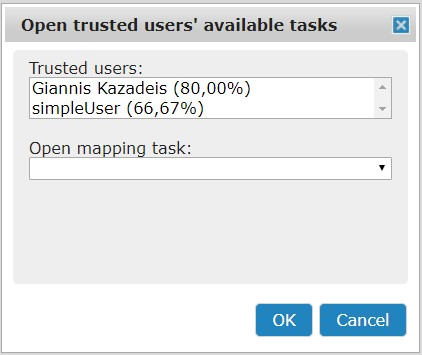 Open trusted users' available tasks
Trusted users:
Giannis Kazadeis (80,00%)
simpleUser (66,67%)
Open mapping task:
OK Cancel